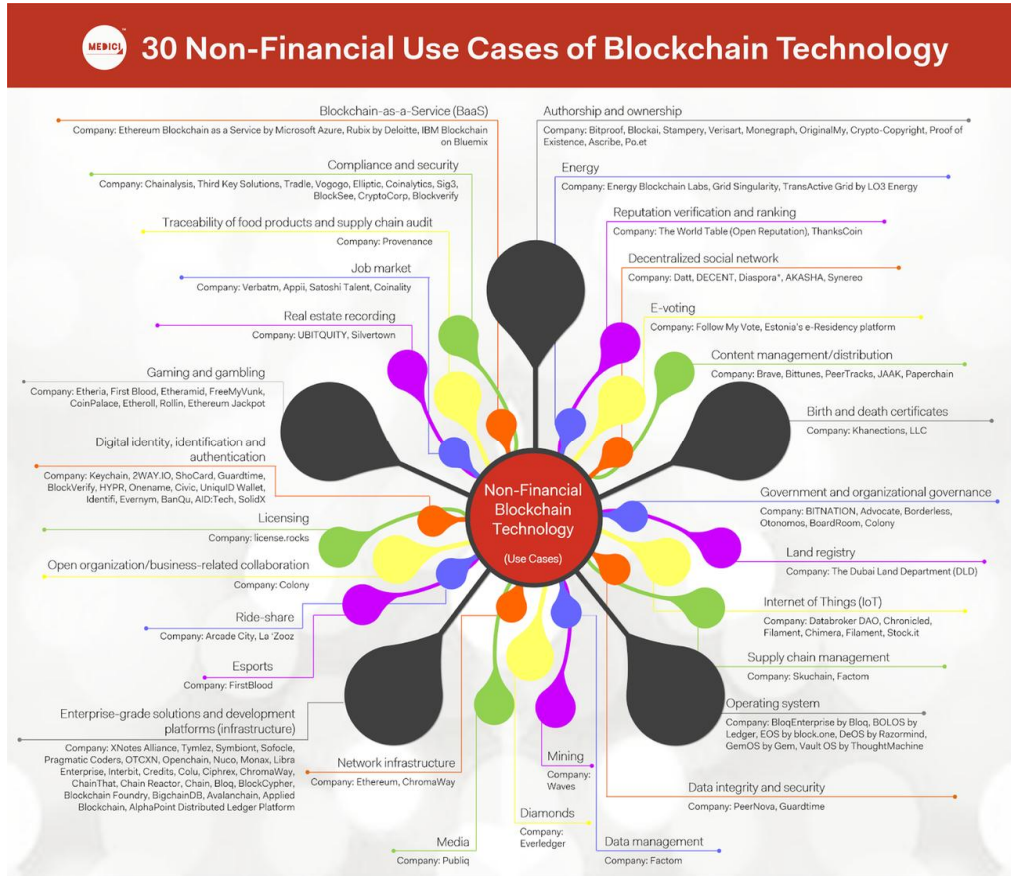 MEDICI
30 Non-Financial Use Cases of Blockchain Technology
Blockchain-as-a-Service (BaaS)
Company: Ethereum Blockchain as a Service by Microsoft Azure, Rubix by Deloitte, IBM Blockchain
on Bluemix
Compliance and security
Company: Chainalysis, Third Key Solutions, Tradle, Vogogo, Elliptic, Coinalytics, Sig3,
BlockSee, CryptoCorp, Blockverify
Traceability of food products and supply chain audit
Company: Provenance
Job market
Company: Verbatm, Appii, Satoshi Talent, Coinality
Real estate recording
Company: UBITQUITY, Silvertown
Gaming and gambling
Company: Etheria, First Blood, Etheramid, FreeMyVunk,
CoinPalace, Etheroll, Rollin, Ethereum Jackpot
Digital identity, identification and
authentication
Company: Keychain, 2WAY.IO, ShoCard, Guardtime,
BlockVerify, HYPR, Onename, Civic, UniquID Wallet,
Identifi, Evernym, BanQu, AID:Tech, SolidX
Licensing
Company: license.rocks
Open organization/business-related collaboration
Company: Colony
Ride-share
Company: Arcade City, La 'Zooz
Esports
Company: FirstBlood
Enterprise-grade solutions and development
platforms (infrastructure)
Company: XNotes Alliance, Tymlez, Symbiont, Sofocle,
Pragmatic Coders, OTCXN, Openchain, Nuco, Monax, Libra
Enterprise, Interbit, Credits, Colu, Ciphrex, ChromaWay,
ChainThat, Chain Reactor, Chain, Bloq, BlockCypher,
Blockchain Foundry, BigchainDB, Avalanchain, Applied
Blockchain, AlphaPoint Distributed Ledger Platform
Network infrastructure
Company: Ethereum, ChromaWay
Media
Company: Publiq
Non-Financial
Blockchain
Technology
(Use Cases)
Authorship and ownership
Company: Bitproof, Blockai, Stampery, Verisart, Monegraph, OriginalMy, Crypto-Copyright, Proof of
Existence, Ascribe, Po.et
Energy
Company: Energy Blockchain Labs, Grid Singularity, TransActive Grid by LO3 Energy
Reputation verification and ranking
Company: The World Table (Open Reputation), ThanksCoin
Decentralized social network
Company: Datt, DECENT, Diaspora*, AKASHA, Synereo
E-voting
Company: Follow My Vote, Estonia's e-Residency platform
Content management/distribution
Company: Brave, Bittunes, PeerTracks, JAAK, Paperchain
Birth and death certificates
Company: Khanections, LLC
Government and organizational governance
Company: BITNATION, Advocate, Borderless,
Otonomos, BoardRoom, Colony
Land registry
Company: The Dubai Land Department (DLD)
Internet of Things (IoT)
Company: Databroker DAO, Chronicled,
Filament, Chimera, Filament, Stock.it
Supply chain management
Company: Skuchain, Factom
Operating system
Company: BloqEnterprise by Bloq, BOLOS by
Ledger, EOS by block.one, DeOS by Razormind,
GemOS by Gem, Vault OS by ThoughtMachine
Data integrity and security
Company: PeerNova, Guardtime
Mining
Company:
Waves
Diamonds
Company:
Everledger
Data management
Company: Factom